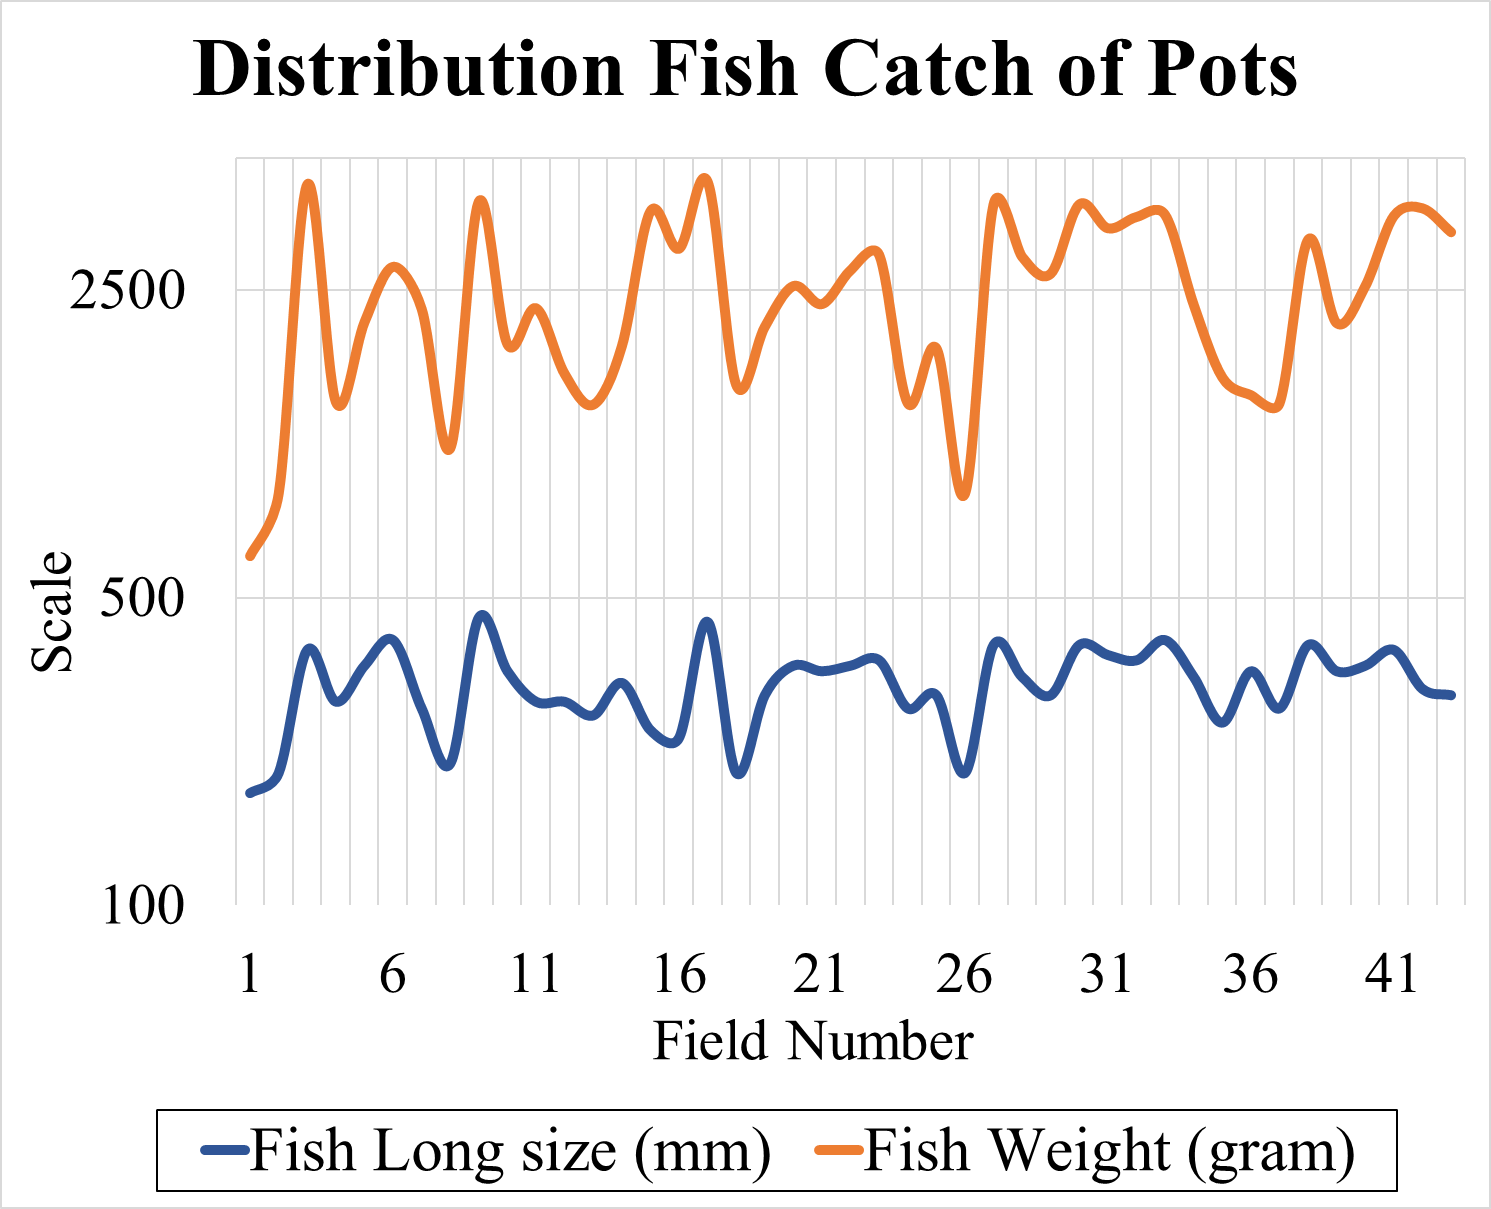 Distribution Fish Catch of Pots
2500
500
100
Scale
1 6 11 16 21 26 31 36 41
Field Number
Fish Long size (mm) Fish Weight (gram)